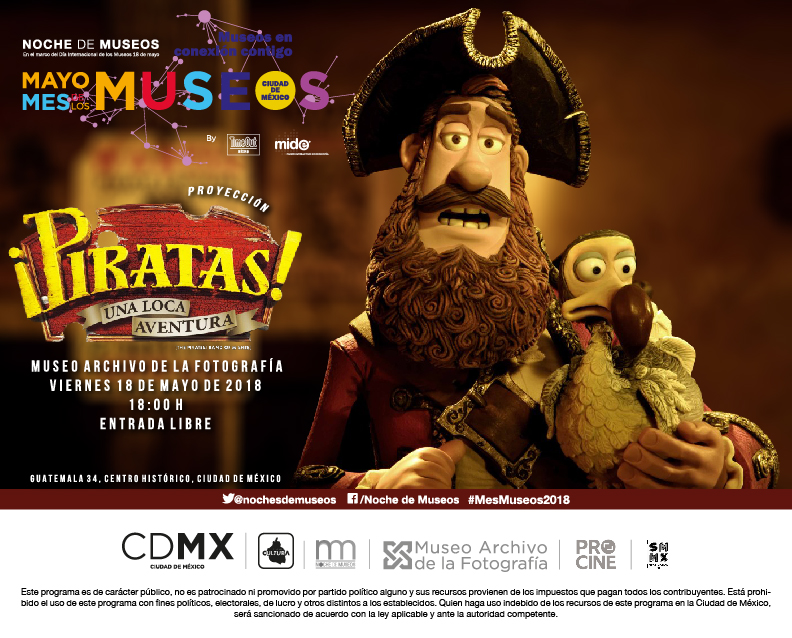 NOCHE DE MUSEOS
En el marco del Día Internacional de los Museos 18 de mayo
Museos en
conexión contigo
MAYO
MES DE LOS
MUSEOS
CIUDAD
DE
MÉXICO
By
TimeOut
mide
PROYECCIÓN
¡PIRATAS!
UNA LOCA
AVENTURA
MUSEO ARCHIVO DE LA FOTOGRAFÍA
VIERNES 18 DE MAYO DE 2018
18:00 H
ENTRADA LIBRE
GUATEMALA 34, CENTRO HISTÓRICO, CIUDAD DE MÉXICO
@nochesdemuseos /Noche de Museos #MesMuseos2018
CDMX
CIUDAD DE MÉXICO
CULTURA
NOCHE DE MUSEOS
Museo Archivo
de la Fotografía
PROCINE
SMMX
Este programa es de carácter público, no es patrocinado ni promovido por partido político alguno y sus recursos provienen de los impuestos que pagan todos los contribuyentes. Está prohi-
bido el uso de este programa con fines políticos, electorales, de lucro y otros distintos a los establecidos. Quien haga uso indebido de los recursos de este programa en la Ciudad de México,
será sancionado de acuerdo con la ley aplicable y ante la autoridad competente.